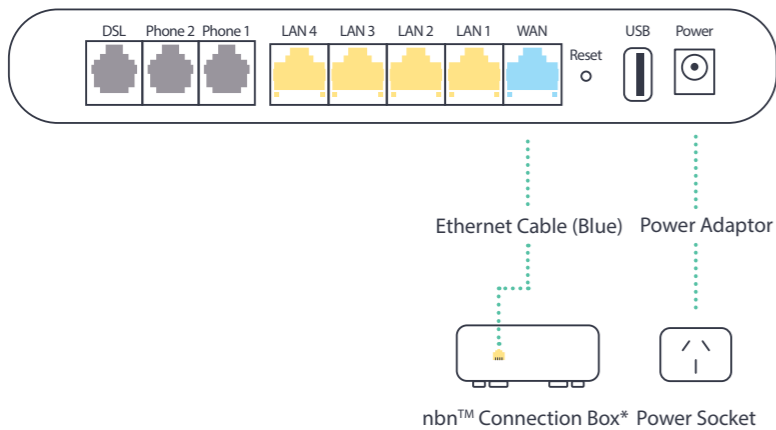 DSL Phone 2 Phone 1 LAN 4 LAN 3 LAN 2 LAN 1 WAN Reset USB Power
Ethernet Cable (Blue) Power Adaptor
nbn™ Connection Box* Power Socket